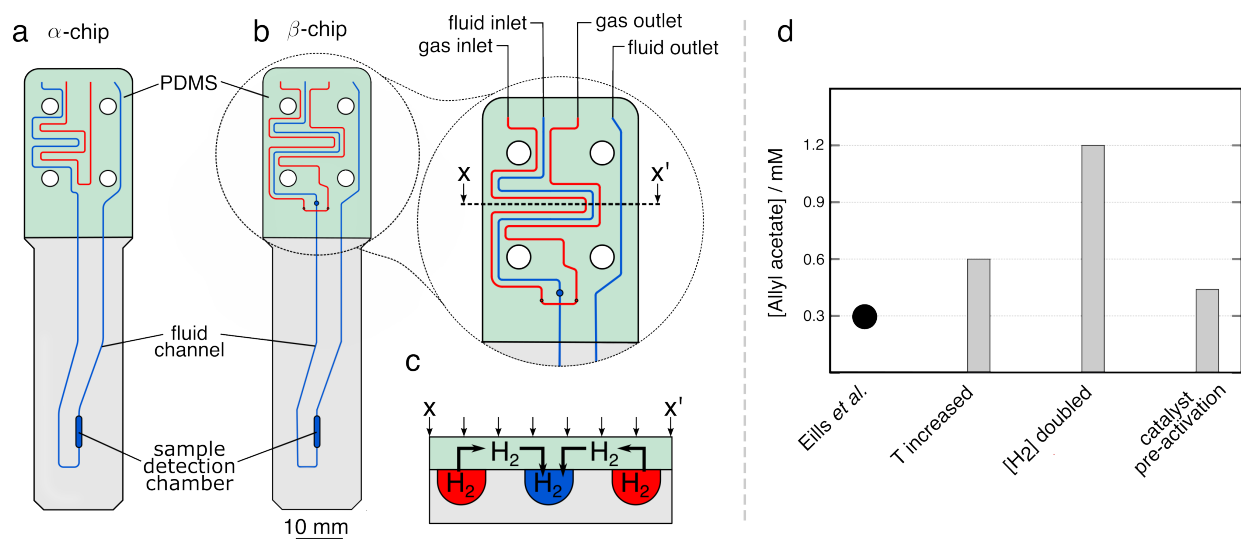 a
α-chip
b
β-chip
PDMS
fluid inlet
gas inlet
gas outlet
fluid outlet
x
x'
fluid
channel
sample
detection
chamber
10 mm
c
x
x'
H2
H2
H2
H2
H2
d
[Allyl acetate] / mM
1.2
0.9
0.6
0.3
Eills et al.
T increased
[H2] doubled
catalyst
pre-activation